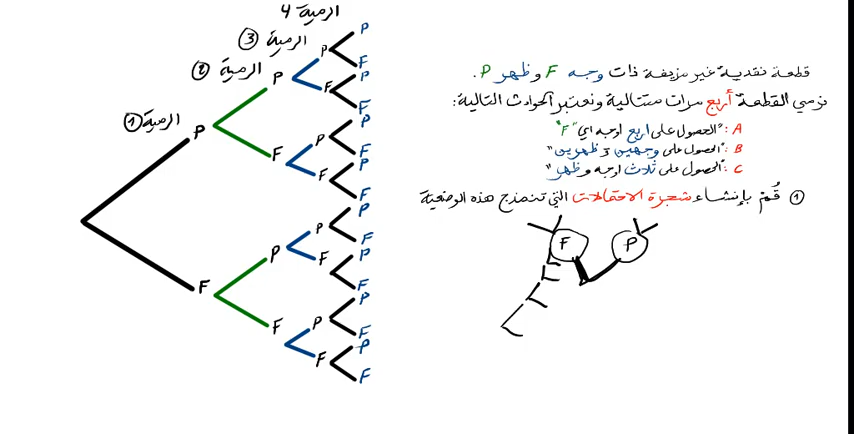 قطعة نقدية غير مزيفة ذات وجه F وظهر P.
نرمي القطعة أربع مرات متتالية ونعتبر الحوادث التالية:
A: "الحصول على اربع اوجه اي F"
B: "الحصول على وجهين و ظهرين"
C: "الحصول على ثلاث اوجه و ظهر"
① قُمْ بإنشاء شجرة الاحتمالات التي تنمذج هذه الوضعية
F P
الرمية 4
الرمية ③
الرمية ②
الرمية ①
P
F
P
F
P
F
P
F
P
F
P
F
P
F
P
F
P
F
P
F
P
F
P
F
P
F
P
F
P
F